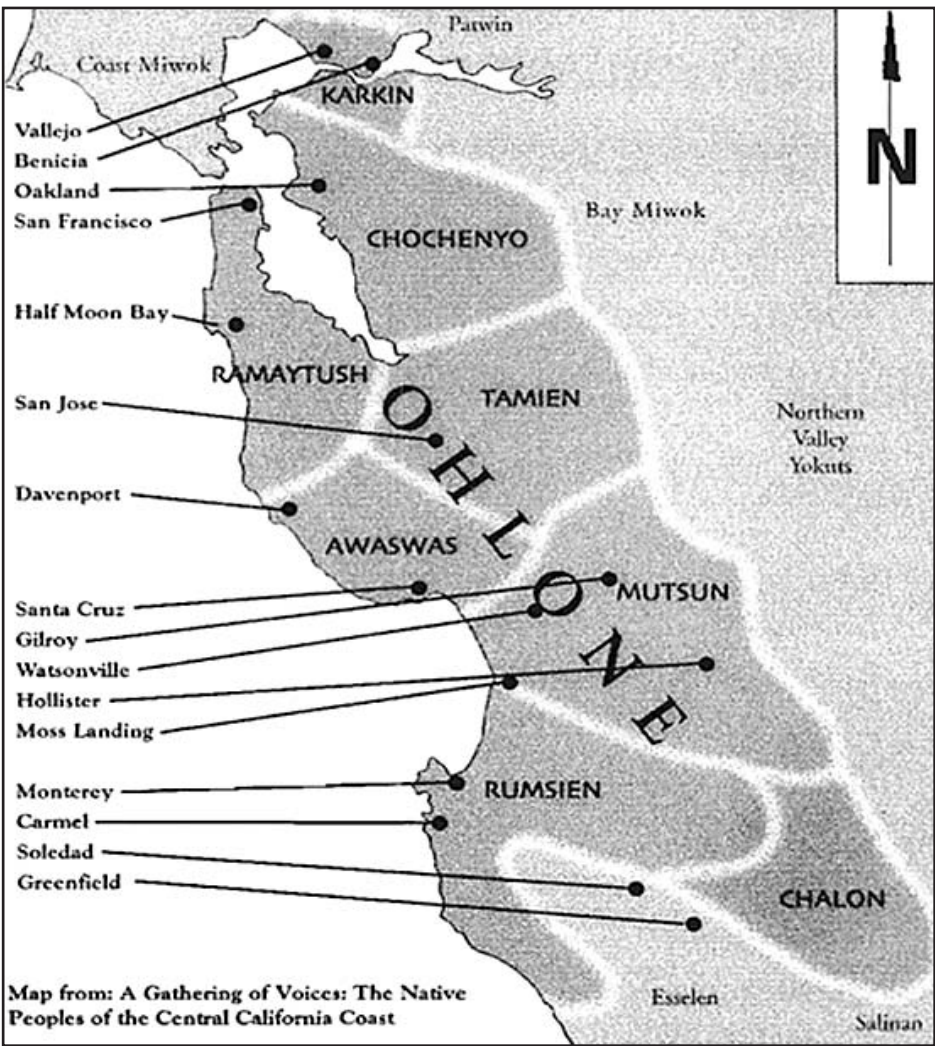 Patwin
Coast Miwok
KARKIN
Vallejo
Benicia
Oakland
San Francisco
N
Bay Miwok
CHOCHENYO
Half Moon Bay
RAMAYTUSH
San Jose
TAMIEN
Northern
Valley
Yokuts
OHLONE
Davenport
AWASWAS
MUTSUN
Santa Cruz
Gilroy
Watsonville
Hollister
Moss Landing
Monterey
RUMSIEN
Carmel
Soledad
Greenfield
CHALON
Esselen
Salinan
Map from: A Gathering of Voices: The Native
Peoples of the Central California Coast